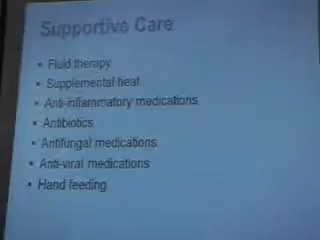 Supportive Care
• Fluid therapy
• Supplemental heat
• Anti-inflammatory medications
• Antibiotics
• Antifungal medications
• Anti-viral medications
• Hand feeding